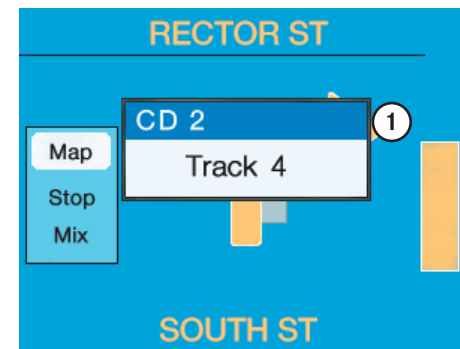 RECTOR ST
CD 2
1
Track 4
Map
Stop
Mix
SOUTH ST